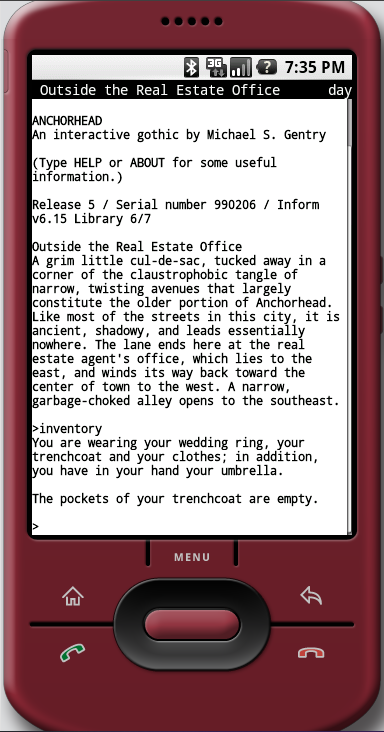 3G
? 7:35 PM
Outside the Real Estate Office day
ANCHORHEAD
An interactive gothic by Michael S. Gentry
(Type HELP or ABOUT for some useful
information.)
Release 5 / Serial number 990206 / Inform
v6.15 Library 6/7
Outside the Real Estate Office
A grim little cul-de-sac, tucked away in a
corner of the claustrophobic tangle of
narrow, twisting avenues that largely
constitute the older portion of Anchorhead.
Like most of the streets in this city, it is
ancient, shadowy, and leads essentially
nowhere. The lane ends here at the real
estate agent's office, which lies to the
east, and winds its way back toward the
center of town to the west. A narrow,
garbage-choked alley opens to the southeast.
>inventory
You are wearing your wedding ring, your
trenchcoat and your clothes; in addition,
you have in your hand your umbrella.
The pockets of your trenchcoat are empty.
>
MENU